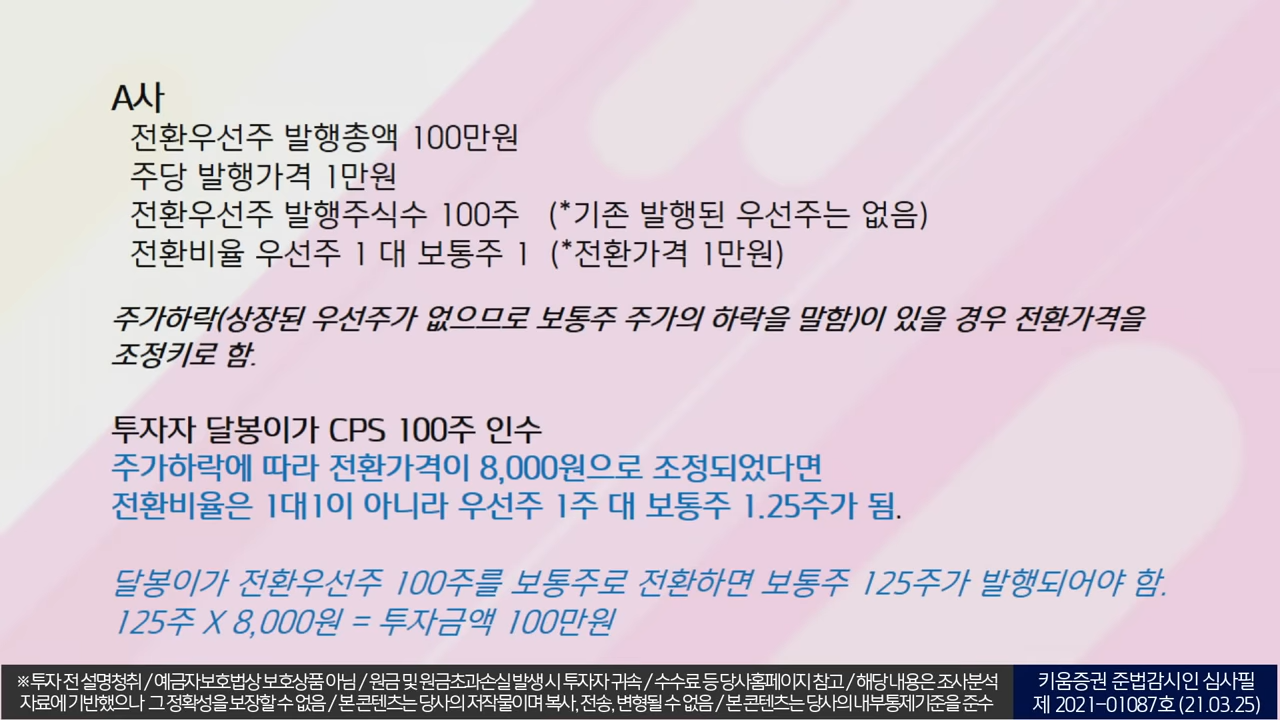 A사
전환우선주 발행총액 100만원
주당 발행가격 1만원
전환우선주 발행주식수 100주 (*기존 발행된 우선주는 없음)
전환비율 우선주 1 대 보통주 1 (*전환가격 1만원)
주가하락(상장된 우선주가 없으므로 보통주 주가의 하락을 말함)이 있을 경우 전환가격을
조정키로 함.
투자자 달봉이가 CPS 100주 인수
주가하락에 따라 전환가격이 8,000원으로 조정되었다면
전환비율은 1대1이 아니라 우선주 1주 대 보통주 1.25주가 됨.
달봉이가 전환우선주 100주를 보통주로 전환하면 보통주 125주가 발행되어야 함.
125주 X 8,000원 = 투자금액 100만원
※투자 전 설명청취 / 예금자보호법상 보호상품 아님 / 원금 및 원금초과손실 발생 시 투자자 귀속 / 수수료 등 당사홈페이지 참고 / 해당 내용은 조사분석
자료에 기반했으나 그 정확성을 보장할 수 없음 / 본 콘텐츠는 당사의 저작물이며 복사, 전송, 변형될 수 없음 / 본 콘텐츠는 당사의 내부통제기준을 준수
키움증권 준법감시인 심사필
제 2021-01087호 (21.03.25)